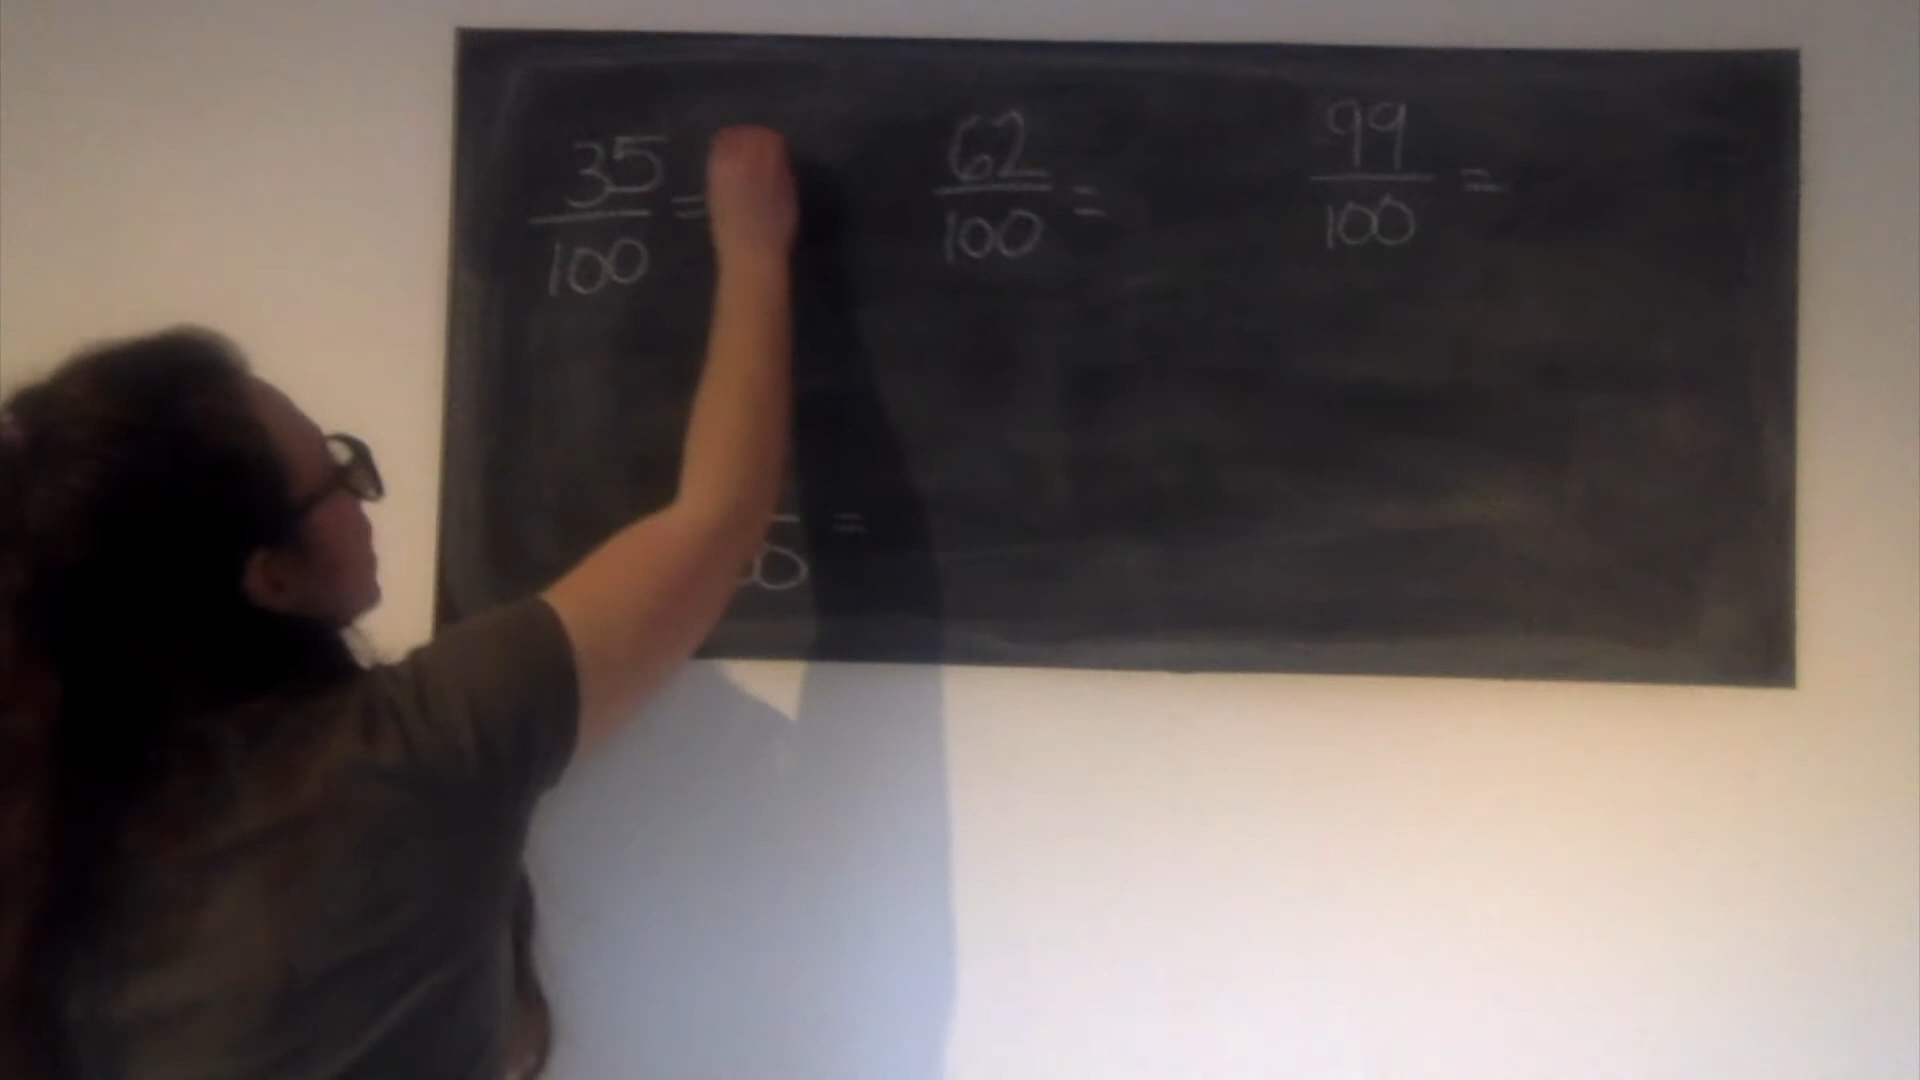 35/100 =
62/100 =
99/100 =
=